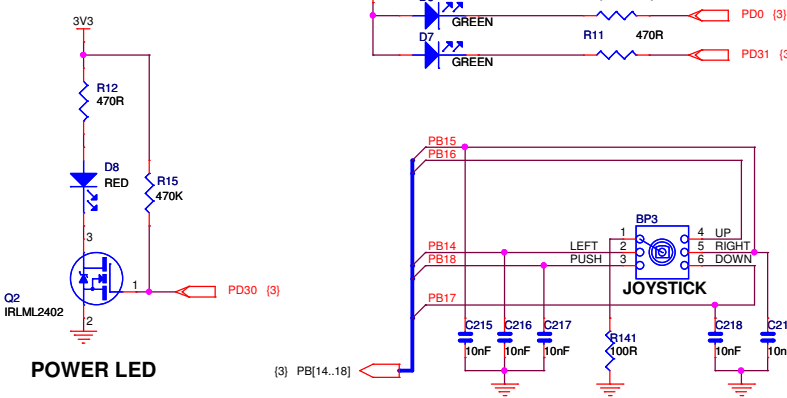 3V3
R12
470R
D8
RED
R15
470K
3
1
2
Q2
IRLML2402
PD30 {3}
POWER LED
GREEN
PD0 {3}
D7
GREEN
R11 470R
PD31
PB15
PB16
PB14
PB18
PB17
LEFT
PUSH
BP3
1
2
3
4 UP
5 RIGHT
6 DOWN
JOYSTICK
C215
10nF
C216
10nF
C217
10nF
R141
100R
C218
10nF
{3} PB[14..18]